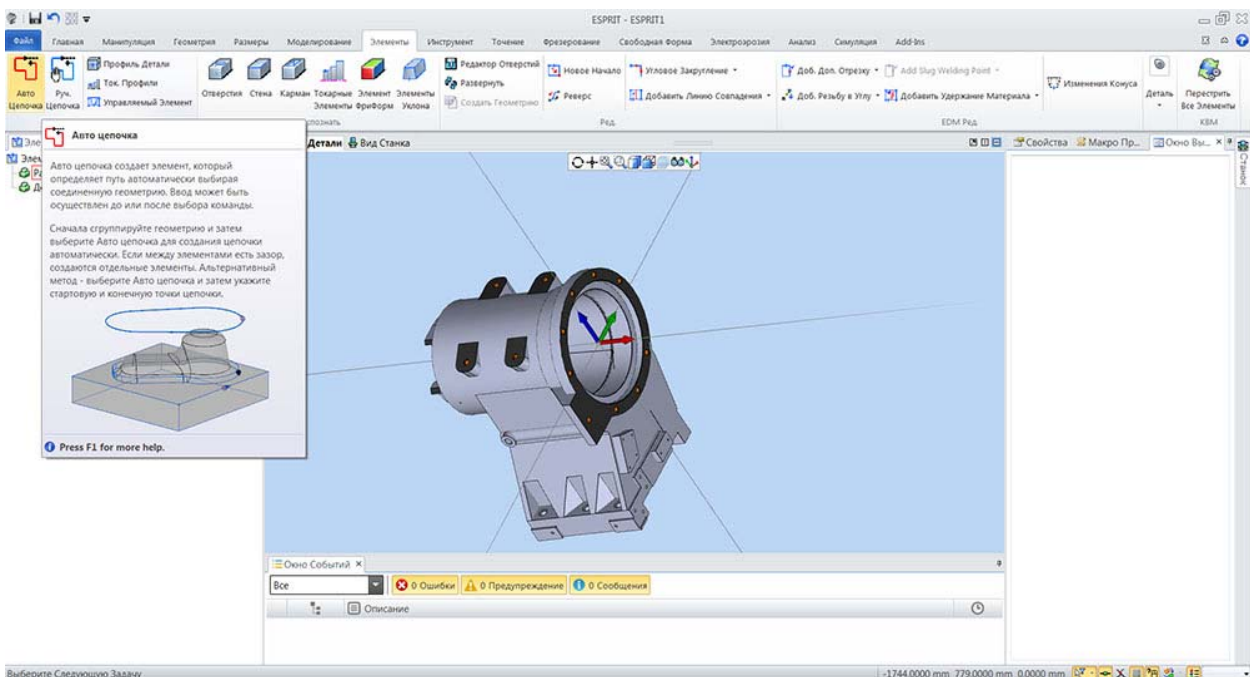 ESPRIT - ESPRIT1
Файл Главная Манипуляция Геометрия Размеры Моделирование Элементы Инструмент Точение Фрезерование Свободная Форма Электроэрозия Анализ Симуляция Add-Ins
Авто Цепочка
Руч. Цепочка
Профиль Детали
Ток. Профили
Управляемый Элемент
Отверстия Стена Карман
Токарные Элементы
Элемент ФриФорм
Элементы Уклона
Редактор Отверстий
Развернуть
Создать Геометрию
Новое Начало
Реверс
Угловое Закругление
Добавить Линию Совпадения
Доб. Доп. Отрезку
Доб. Резьбу в Углу
Add Slug Welding Point
Добавить Удержание Материала
Изменения Конуса
Деталь
Перестрить Все Элементы
познать
Ред.
EDM Ред.
KBM
Детали Вид Станка
Свойства Макро Пр... Окно Вы...
Станок
Авто цепочка
Авто цепочка создает элемент, который
определяет путь автоматически выбирая
соединенную геометрию. Ввод может быть
осуществлен до или после выбора команды.
Сначала сгруппируйте геометрию и затем
выберите Авто цепочка для создания цепочки
автоматически. Если между элементами есть зазор,
создаются отдельные элементы. Альтернативный
метод - выберите Авто цепочка и затем укажите
стартовую и конечную точки цепочки.
Press F1 for more help.
Окно Событий
Все 0 Ошибки 0 Предупреждение 0 Сообщения
Описание
Выберите Следующую Задачу
-1744.0000 mm 779.0000 mm 0.0000 mm